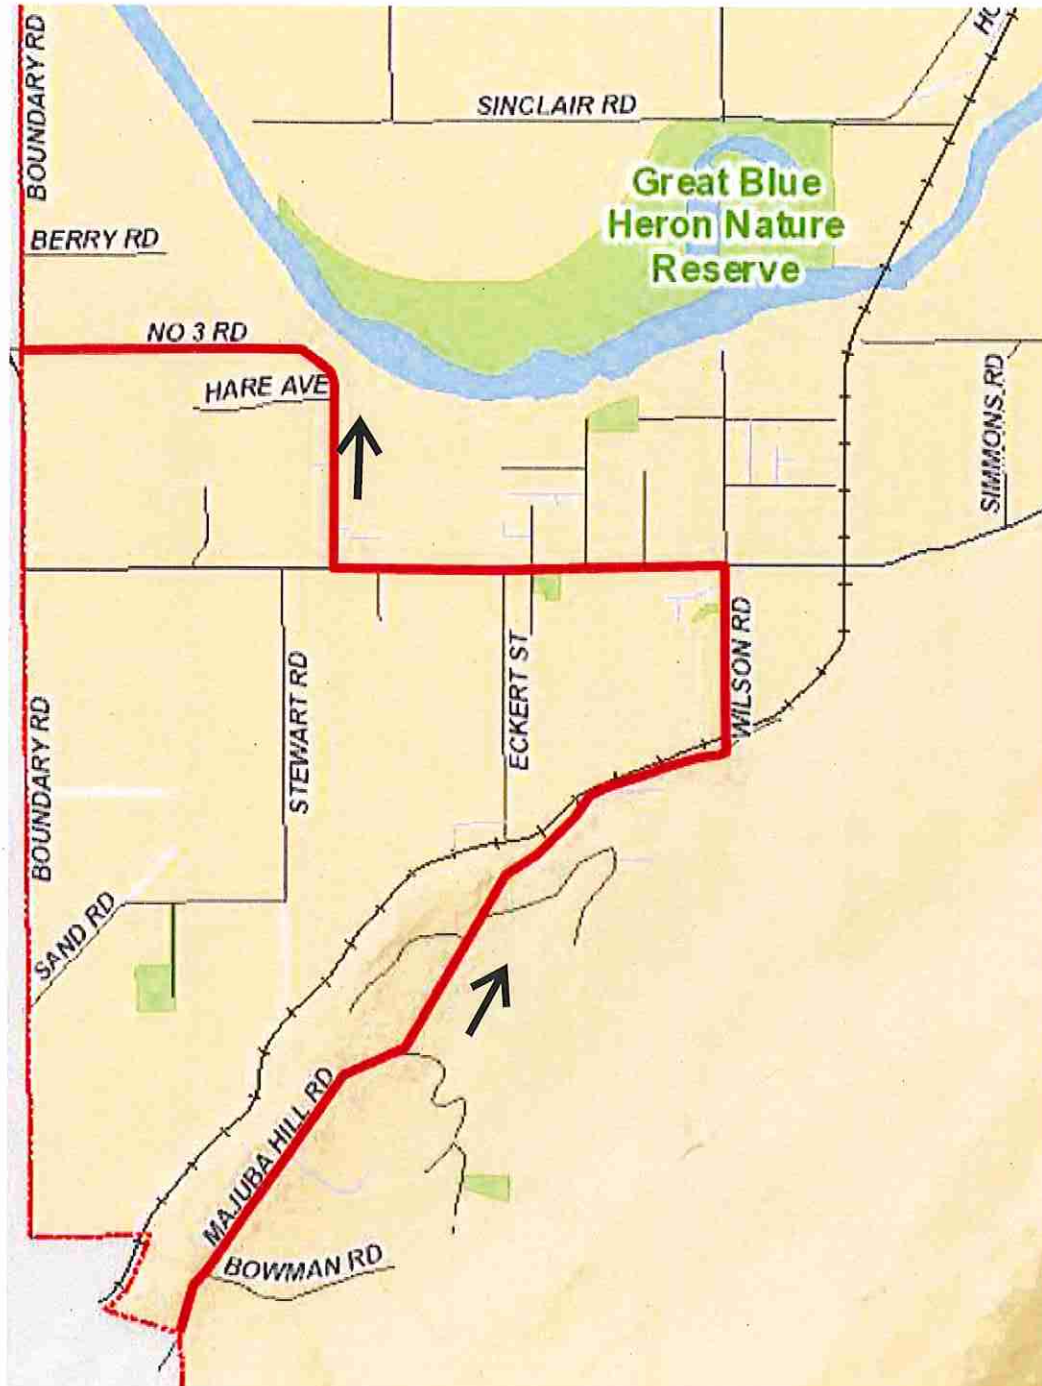 BOUNDARY RD
HO
SINCLAIR RD
Great Blue
Heron Nature
Reserve
BERRY RD
NO 3 RD
HARE AVE
SIMMONS RD
WILSON RD
ECKERT ST
STEWART RD
BOUNDARY RD
SAND RD
MAJUBA HILL RD
BOWMAN RD